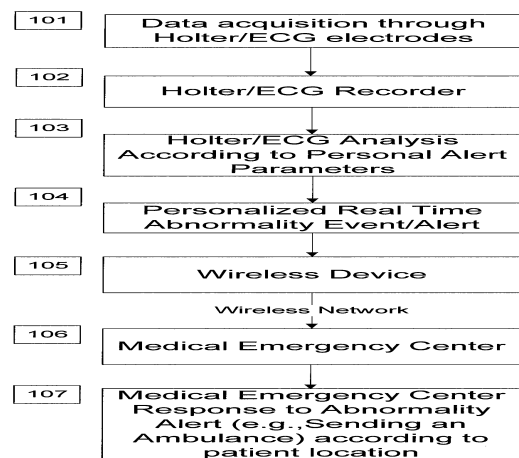 101
Data acquisition through
Holter/ECG electrodes
102
Holter/ECG Recorder
103
Holter/ECG Analysis
According to Personal Alert
Parameters
104
Personalized Real Time
Abnormality Event/Alert
105
Wireless Device
Wireless Network
106
Medical Emergency Center
107
Medical Emergency Center
Response to Abnormality
Alert (e.g.,Sending an
Ambulance) according to
patient location